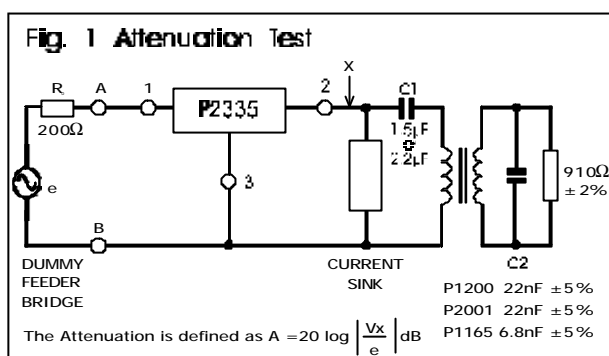 Fig. 1 Attenuation Test
X
R
A
1
P2335
2
C1
200Ω
1.5µF
2.2µF
e
3
910Ω
± 2%
B
DUMMY
FEEDER
BRIDGE
CURRENT
SINK
C2
P1200 22nF ±5%
P2001 22nF ±5%
P1165 6.8nF ±5%
The Attenuation is defined as A =20 log |Vx/e| dB